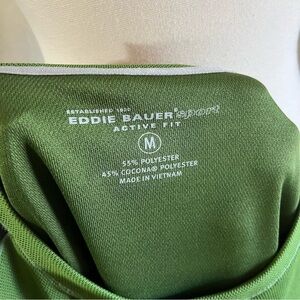 ESTABLISHED 1920
EDDIE BAUER sport
ACTIVE FIT
M
55% POLYESTER
45% COCONA® POLYESTER
MADE IN VIETNAM